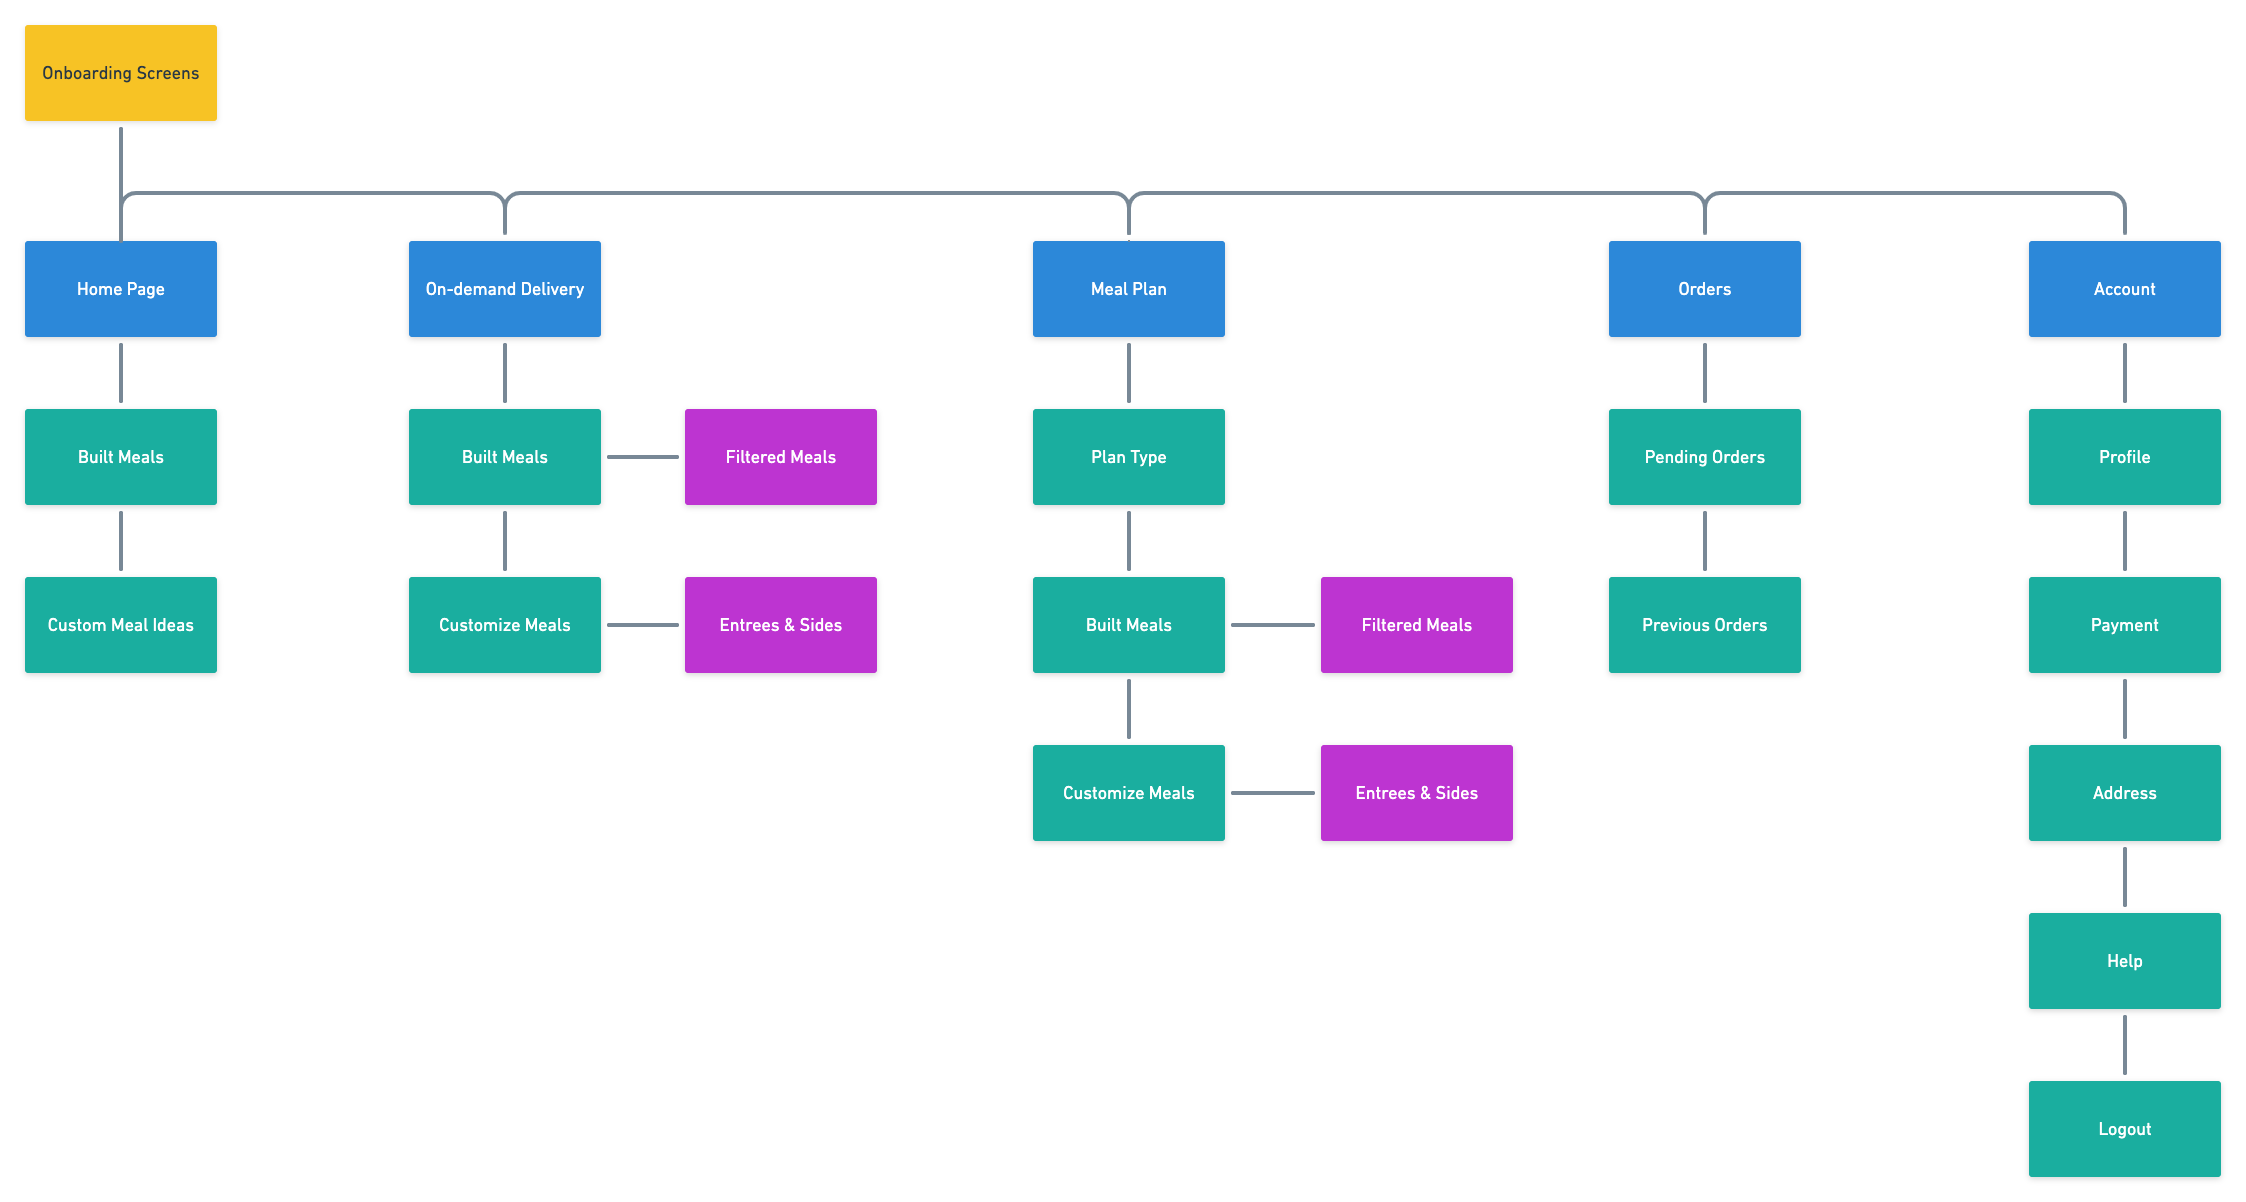 Onboarding Screens
Home Page
On-demand Delivery
Meal Plan
Orders
Account
Built Meals
Built Meals
Filtered Meals
Plan Type
Pending Orders
Profile
Custom Meal Ideas
Customize Meals
Entrees & Sides
Built Meals
Filtered Meals
Previous Orders
Payment
Customize Meals
Entrees & Sides
Address
Help
Logout